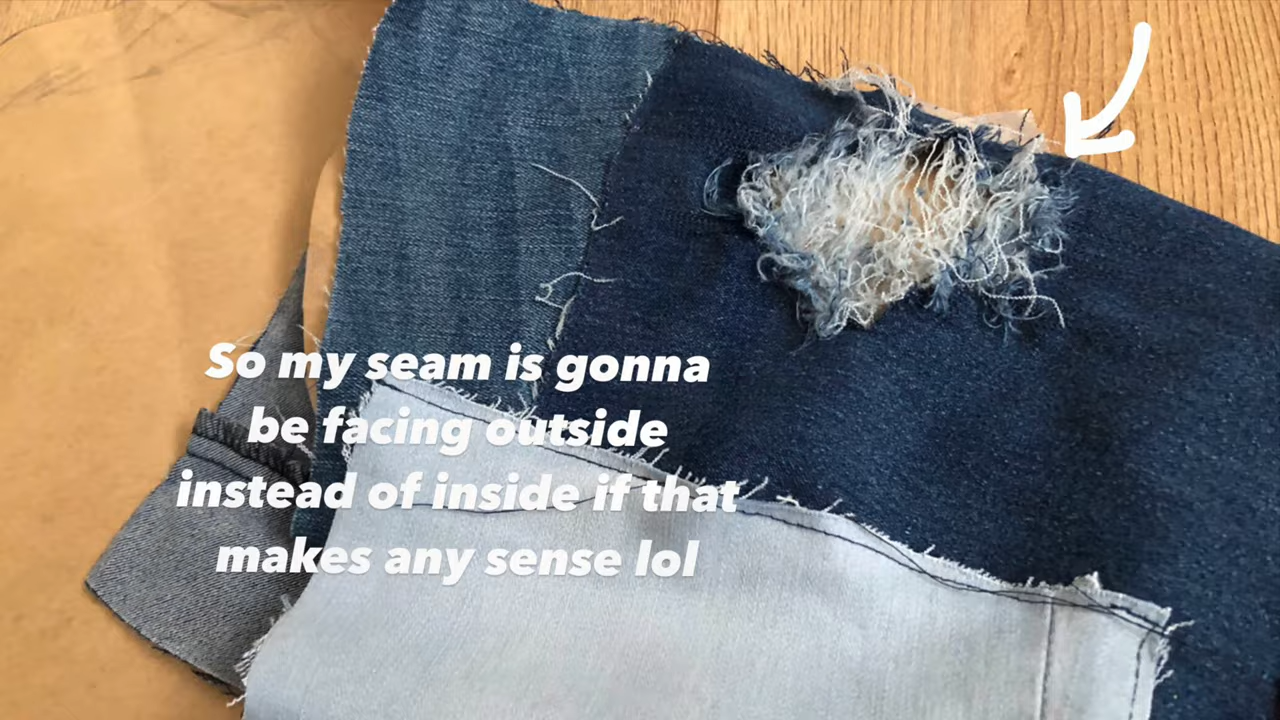 So my seam is gonna
be facing outside
instead of inside if that
makes any sense lol